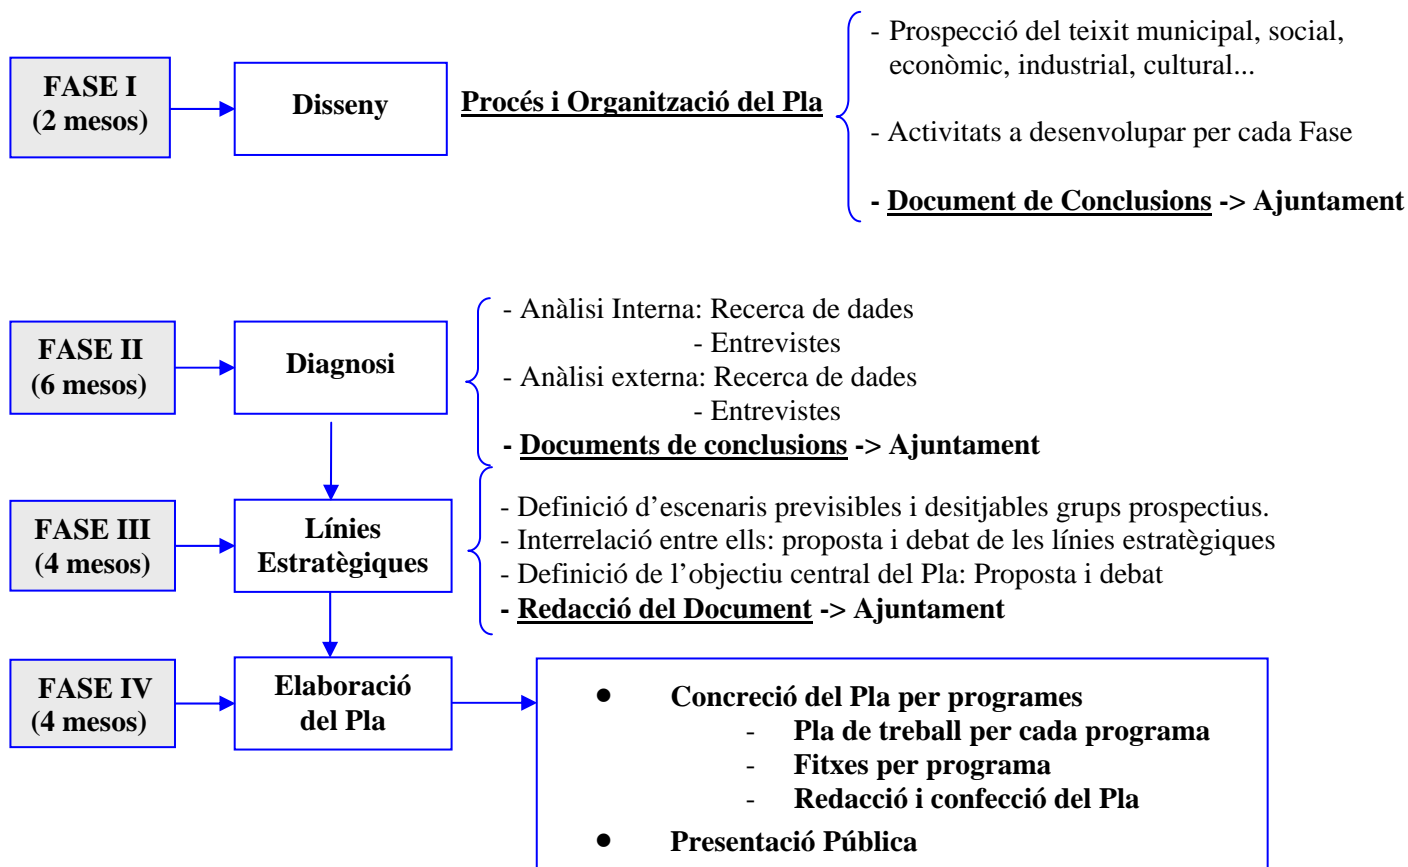 FASE I
(2 mesos)
Disseny
Procés i Organització del Pla
- Prospecció del teixit municipal, social,
econòmic, industrial, cultural...
- Activitats a desenvolupar per cada Fase
- Document de Conclusions -> Ajuntament
FASE II
(6 mesos)
Diagnosi
- Anàlisi Interna: Recerca de dades
- Entrevistes
- Anàlisi externa: Recerca de dades
- Entrevistes
- Documents de conclusions -> Ajuntament
FASE III
(4 mesos)
Línies
Estratègiques
- Definició d’escenaris previsibles i desitjables grups prospectius.
- Interrelació entre ells: proposta i debat de les línies estratègiques
- Definició de l’objectiu central del Pla: Proposta i debat
- Redacció del Document -> Ajuntament
FASE IV
(4 mesos)
Elaboració
del Pla
• Concreció del Pla per programes
- Pla de treball per cada programa
- Fitxes per programa
- Redacció i confecció del Pla
• Presentació Pública